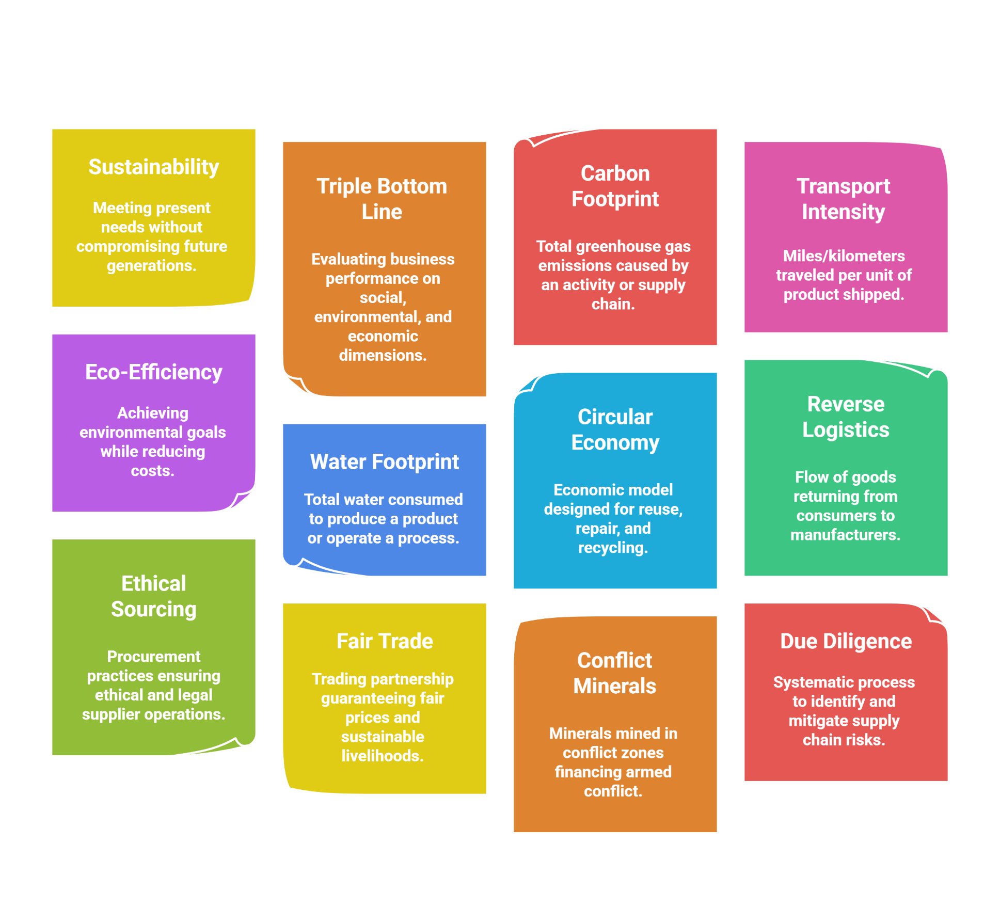 Sustainability
Meeting present
needs without
compromising future
generations.
Triple Bottom
Line
Evaluating business
performance on
social,
environmental, and
economic
dimensions.
Carbon
Footprint
Total greenhouse gas
emissions caused by
an activity or supply
chain.
Transport
Intensity
Miles/kilometers
traveled per unit of
product shipped.
Eco-Efficiency
Achieving
environmental goals
while reducing
costs.
Water Footprint
Total water consumed
to produce a product
or operate a process.
Circular
Economy
Economic model
designed for reuse,
repair, and
recycling.
Reverse
Logistics
Flow of goods
returning from
consumers to
manufacturers.
Ethical
Sourcing
Procurement
practices ensuring
ethical and legal
supplier operations.
Fair Trade
Trading partnership
guaranteeing fair
prices and
sustainable
livelihoods.
Conflict
Minerals
Minerals mined in
conflict zones
financing armed
conflict.
Due Diligence
Systematic process
to identify and
mitigate supply
chain risks.